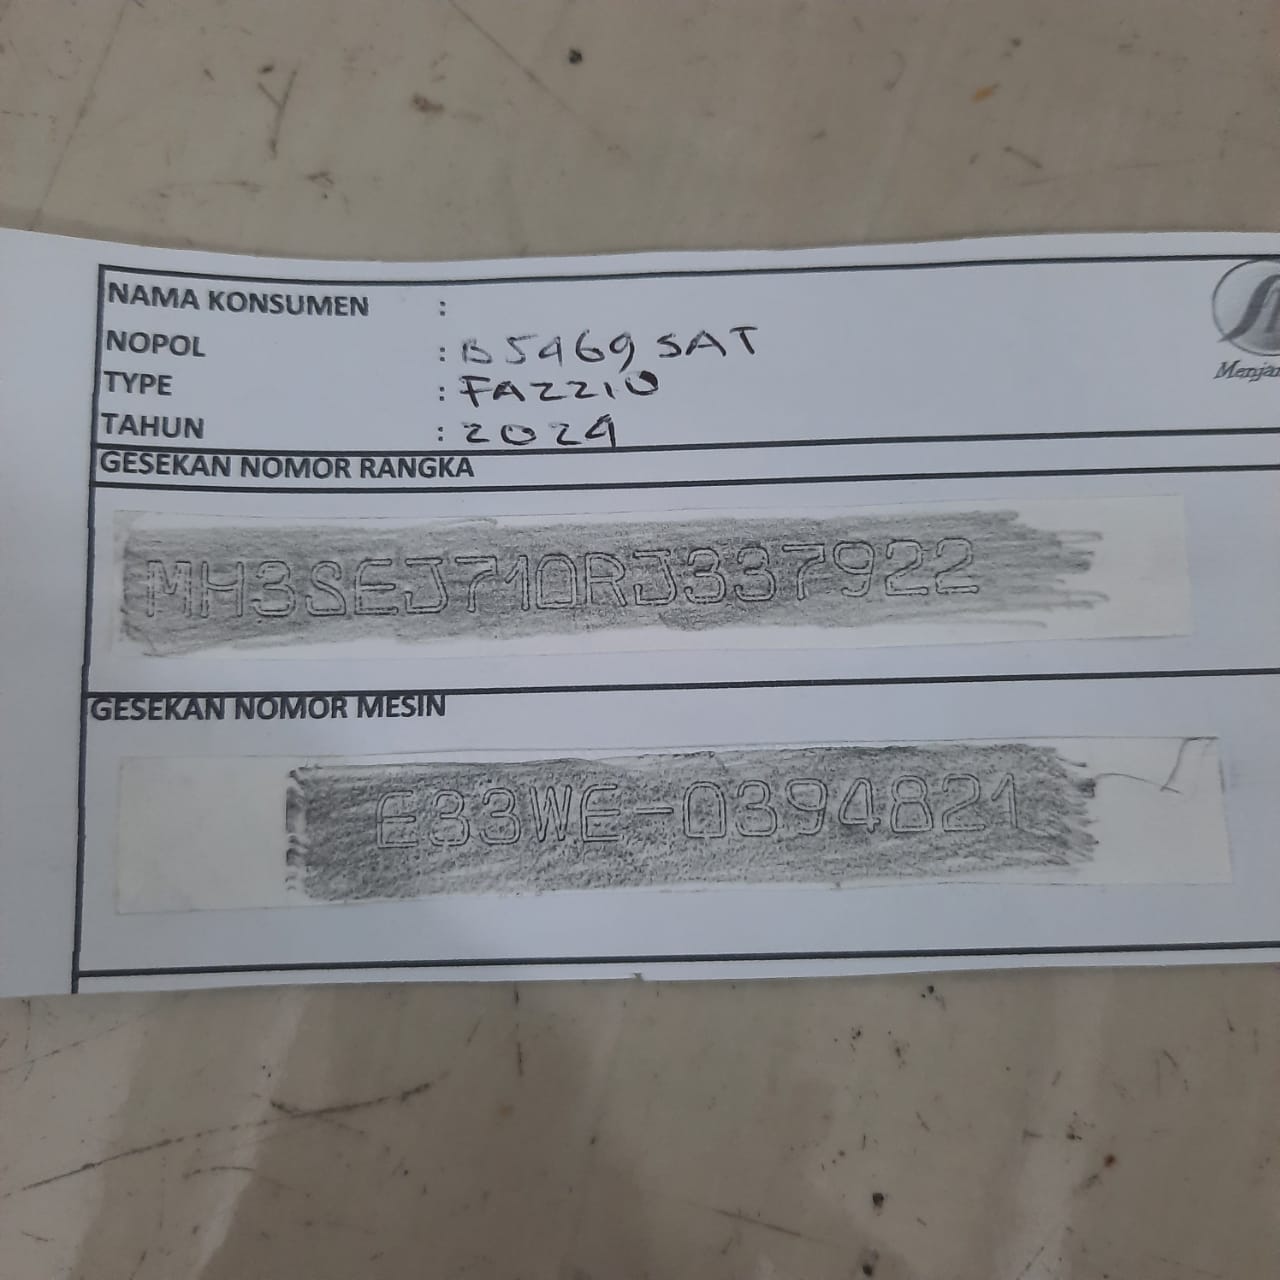 NAMA KONSUMEN :
NOPOL : B 5469 SAT
TYPE : FAZZIO
TAHUN : 2024
Menja
GESEKAN NOMOR RANGKA
MH3SEJ710RJ337922
GESEKAN NOMOR MESIN
E33WE-0394821